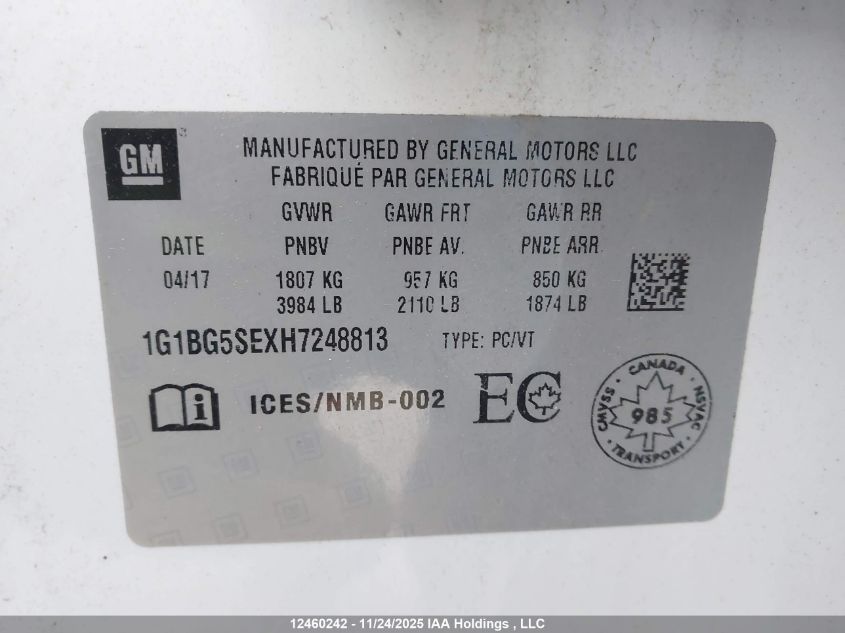 GM
MANUFACTURED BY GENERAL MOTORS LLC
FABRIQUÉ PAR GENERAL MOTORS LLC
GVWR GAWR FRT GAWR RR
DATE PNBV PNBE AV. PNBE ARR.
04/17 1807 KG 957 KG 850 KG
3984 LB 2110 LB 1874 LB
1G1BG5SEXH7248813 TYPE: PC/VT
i ICES/NMB-002 EC
CANADA
CMVSS 985 NSVAC
TRANSPORT
12460242 - 11/24/2025 IAA Holdings , LLC